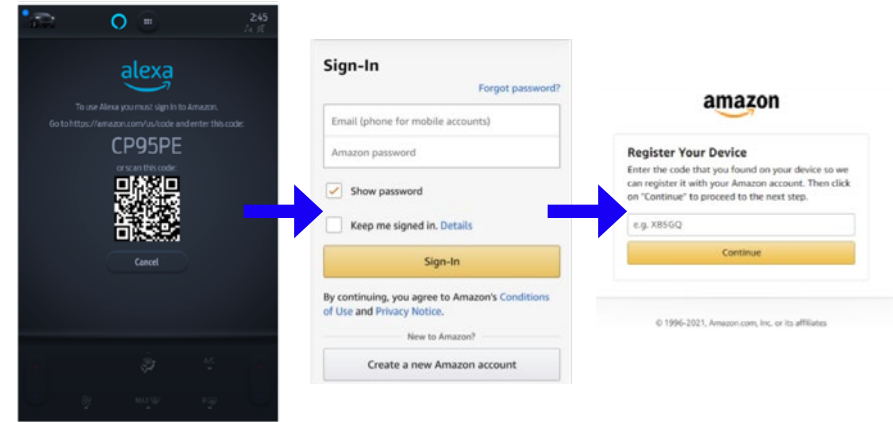 2:45
alexa
To use Alexa you must sign in to Amazon.
Go to https://amazon.com/us/code and enter this code:
CP95PE
or scan this code:
Cancel
A/C
Sign-In
Forgot password?
Email (phone for mobile accounts)
Amazon password
Show password
Keep me signed in. Details
Sign-In
By continuing, you agree to Amazon's Conditions
of Use and Privacy Notice.
New to Amazon?
Create a new Amazon account
amazon
Register Your Device
Enter the code that you found on your device so we
can register it with your Amazon account. Then click
on "Continue" to proceed to the next step.
e.g. XB5GQ
Continue
© 1996-2021, Amazon.com, Inc. or its affiliates